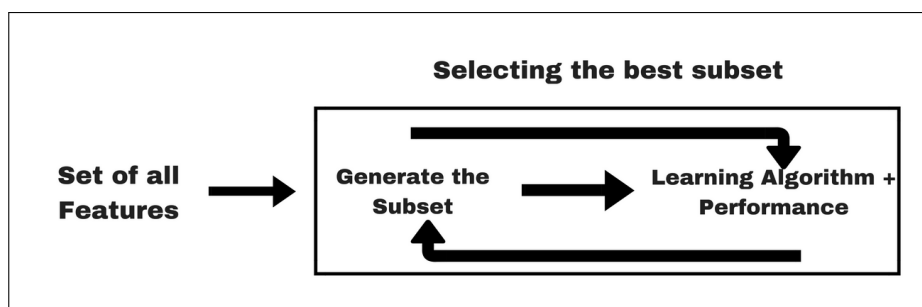 Selecting the best subset
Set of all
Features
Generate the
Subset
Learning Algorithm +
Performance